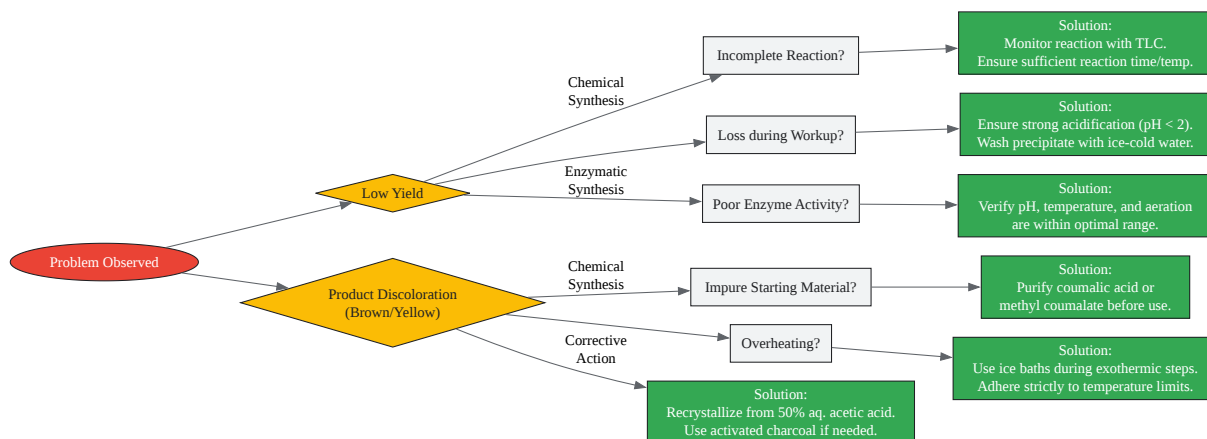 Problem Observed
Low Yield
Chemical
Synthesis
Incomplete Reaction?
Solution:
Monitor reaction with TLC.
Ensure sufficient reaction time/temp.
Loss during Workup?
Solution:
Ensure strong acidification (pH < 2).
Wash precipitate with ice-cold water.
Enzymatic
Synthesis
Poor Enzyme Activity?
Solution:
Verify pH, temperature, and aeration
are within optimal range.
Product Discoloration
(Brown/Yellow)
Chemical
Synthesis
Impure Starting Material?
Solution:
Purify coumalic acid or
methyl coumalate before use.
Overheating?
Solution:
Use ice baths during exothermic steps.
Adhere strictly to temperature limits.
Corrective
Action
Solution:
Recrystallize from 50% aq. acetic acid.
Use activated charcoal if needed.